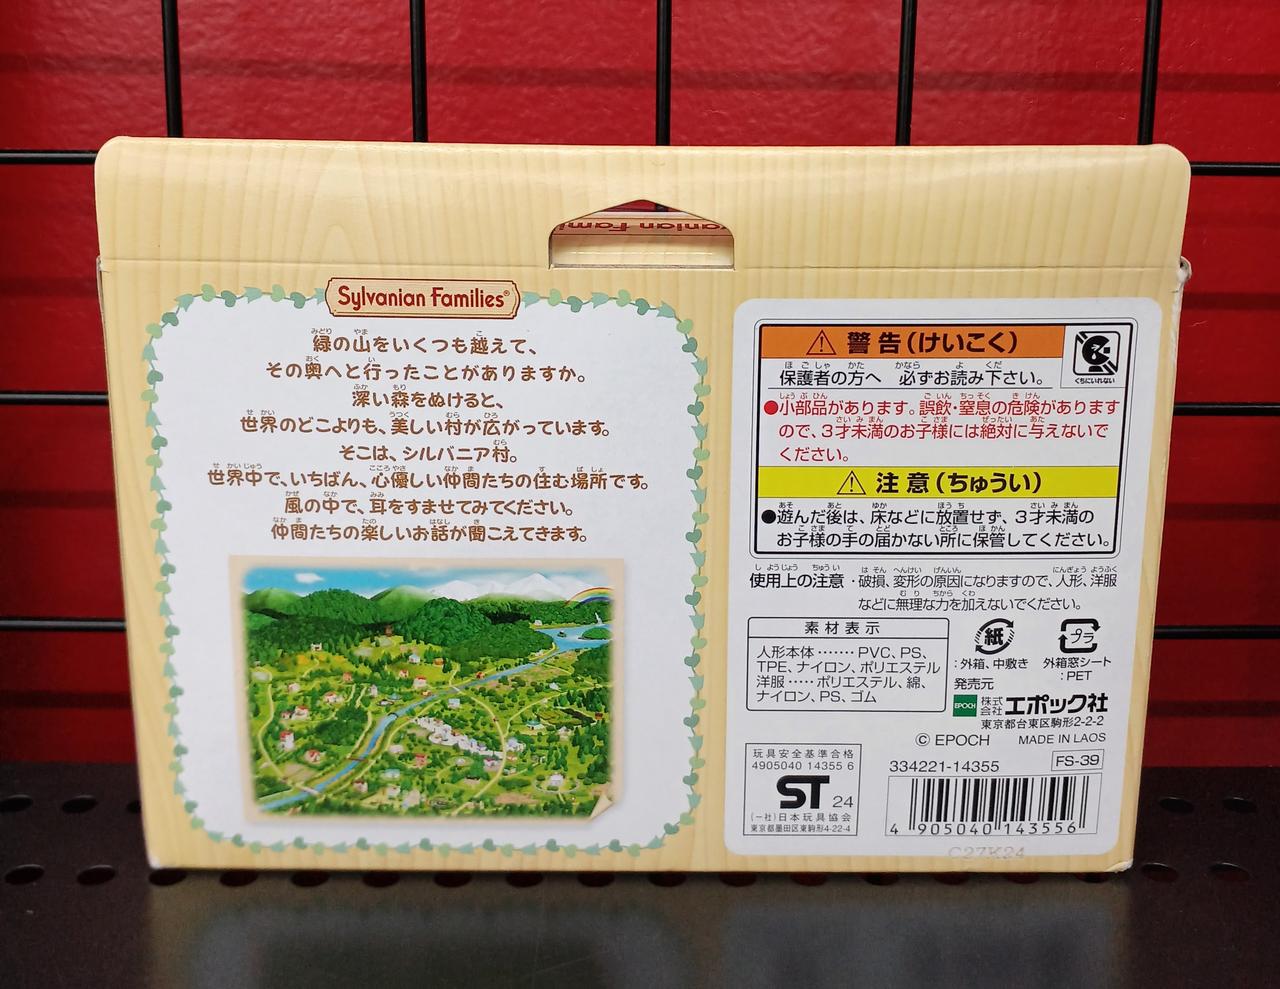 Sylvanian Families®
緑の山をいくつも越えて、
その奥へと行ったことがありますか。
深い森をぬけると、
世界のどこよりも、美しい村が広がっています。
そこは、シルバニア村。
世界中で、いちばん、心優しい仲間たちの住む場所です。
風の中で、耳をすませてみてください。
仲間たちの楽しいお話が聞こえてきます。
警告(けいこく)
くちにいれない
保護者の方へ 必ずお読み下さい。
●小部品があります。誤飲・窒息の危険があります
ので、3才未満のお子様には絶対に与えないで
ください。
注意(ちゅうい)
●遊んだ後は、床などに放置せず、3才未満の
お子様の手の届かない所に保管してください。
使用上の注意・破損、変形の原因になりますので、人形、洋服
などに無理な力を加えないでください。
素材表示
人形本体……PVC、PS、
TPE、ナイロン、ポリエステル
洋服……ポリエステル、綿、
ナイロン、PS、ゴム
紙
:外箱、中敷き
プラ
外箱窓シート
:PET
発売元
EPOCH 株式会社エポック社
東京都台東区駒形2-2-2
© EPOCH MADE IN LAOS
玩具安全基準合格
4905040 14355 6
ST 24
(一社)日本玩具協会
東京都墨田区東駒形4-22-4
334221-14355 FS-39
4 905040 143556
C27K24